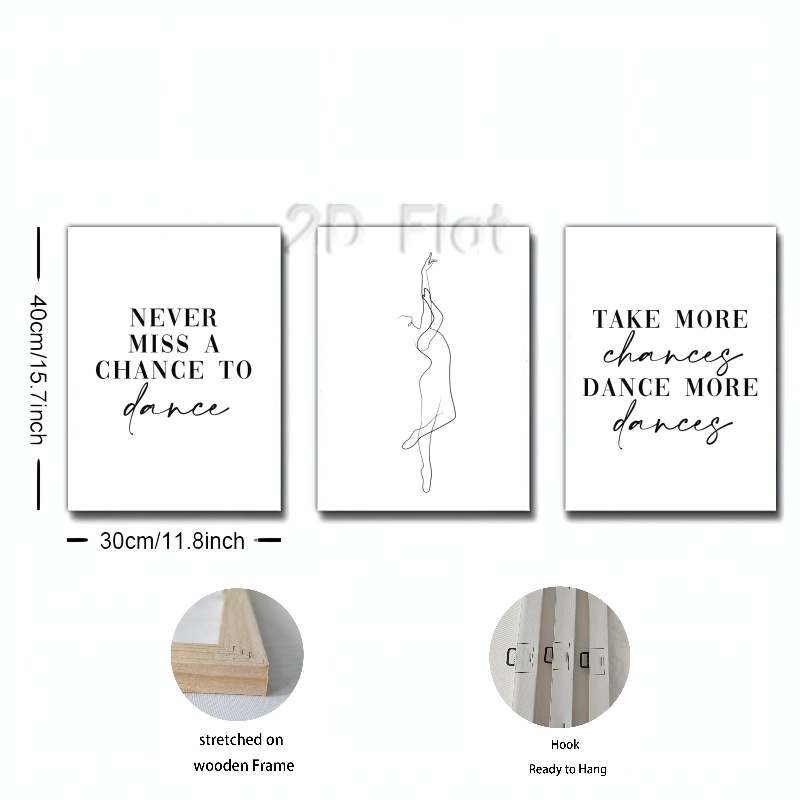 2D Flat
40cm/15.7inch
NEVER
MISS A
CHANCE TO
dance
TAKE MORE
chances
DANCE MORE
dances
30cm/11.8inch
stretched on
wooden Frame
Hook
Ready to Hang